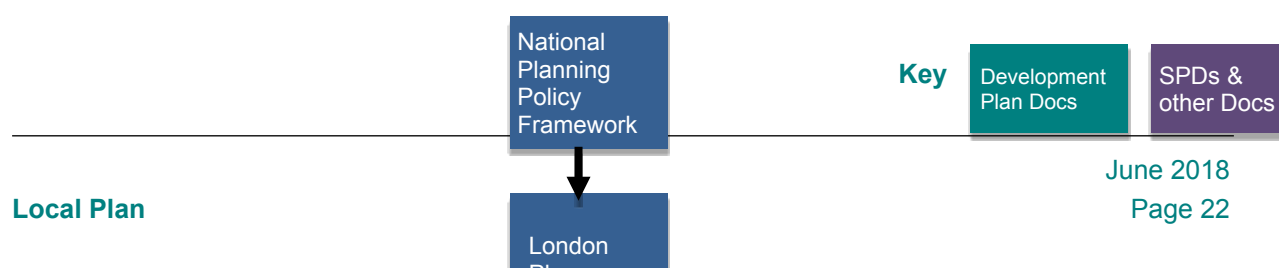 National
Planning
Policy
Framework
Key
Development
Plan Docs
SPDs &
other Docs
June 2018
Local Plan
Page 22
London